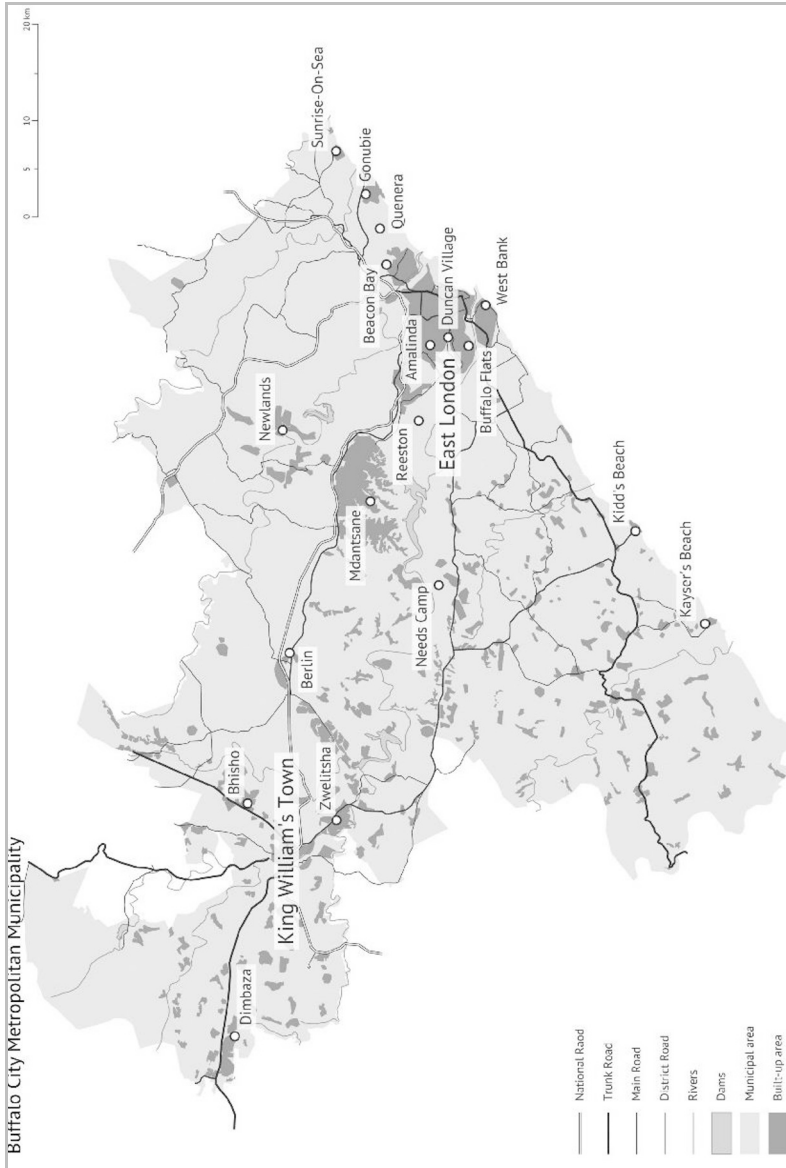 Buffalo City Metropolitan Municipality
0
5
10
20 km
Dimbaza
King William's Town
Bhisho
Zwelitsha
Berlin
Needs Camp
Mdantsane
Newlands
Reeston
East London
Amalinda
Duncan Village
Buffalo Flats
West Bank
Beacon Bay
Quenera
Gonubie
Sunrise-On-Sea
Kidd's Beach
Kayser's Beach
National Raod
Trunk Road
Main Road
District Road
Rivers
Dams
Municipal area
Built-up area